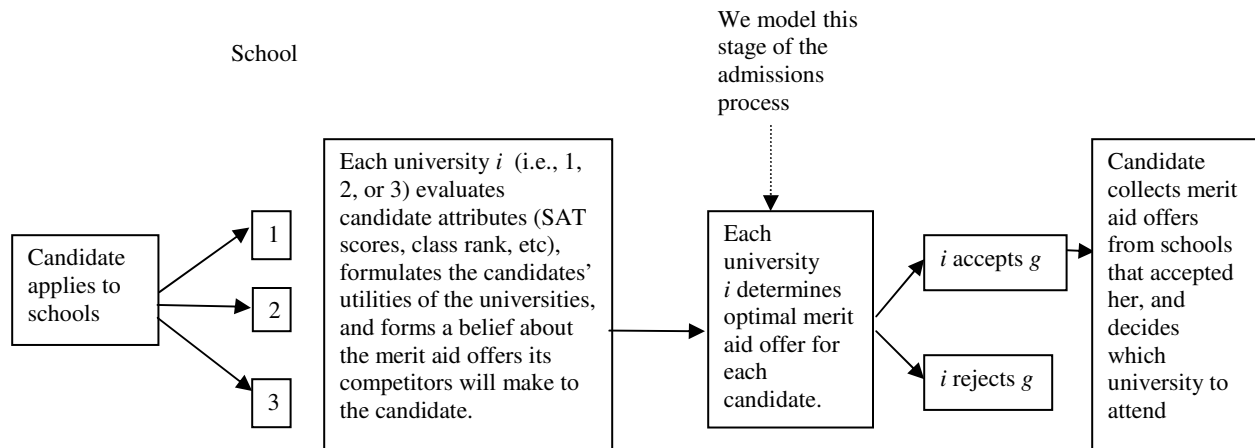 We model this
stage of the
admissions
process
School
Candidate
applies to
schools
1
2
3
Each university i (i.e., 1,
2, or 3) evaluates
candidate attributes (SAT
scores, class rank, etc),
formulates the candidates’
utilities of the universities,
and forms a belief about
the merit aid offers its
competitors will make to
the candidate.
Each
university
i determines
optimal merit
aid offer for
each
candidate.
i accepts g
i rejects g
Candidate
collects merit
aid offers
from schools
that accepted
her, and
decides
which
university to
attend